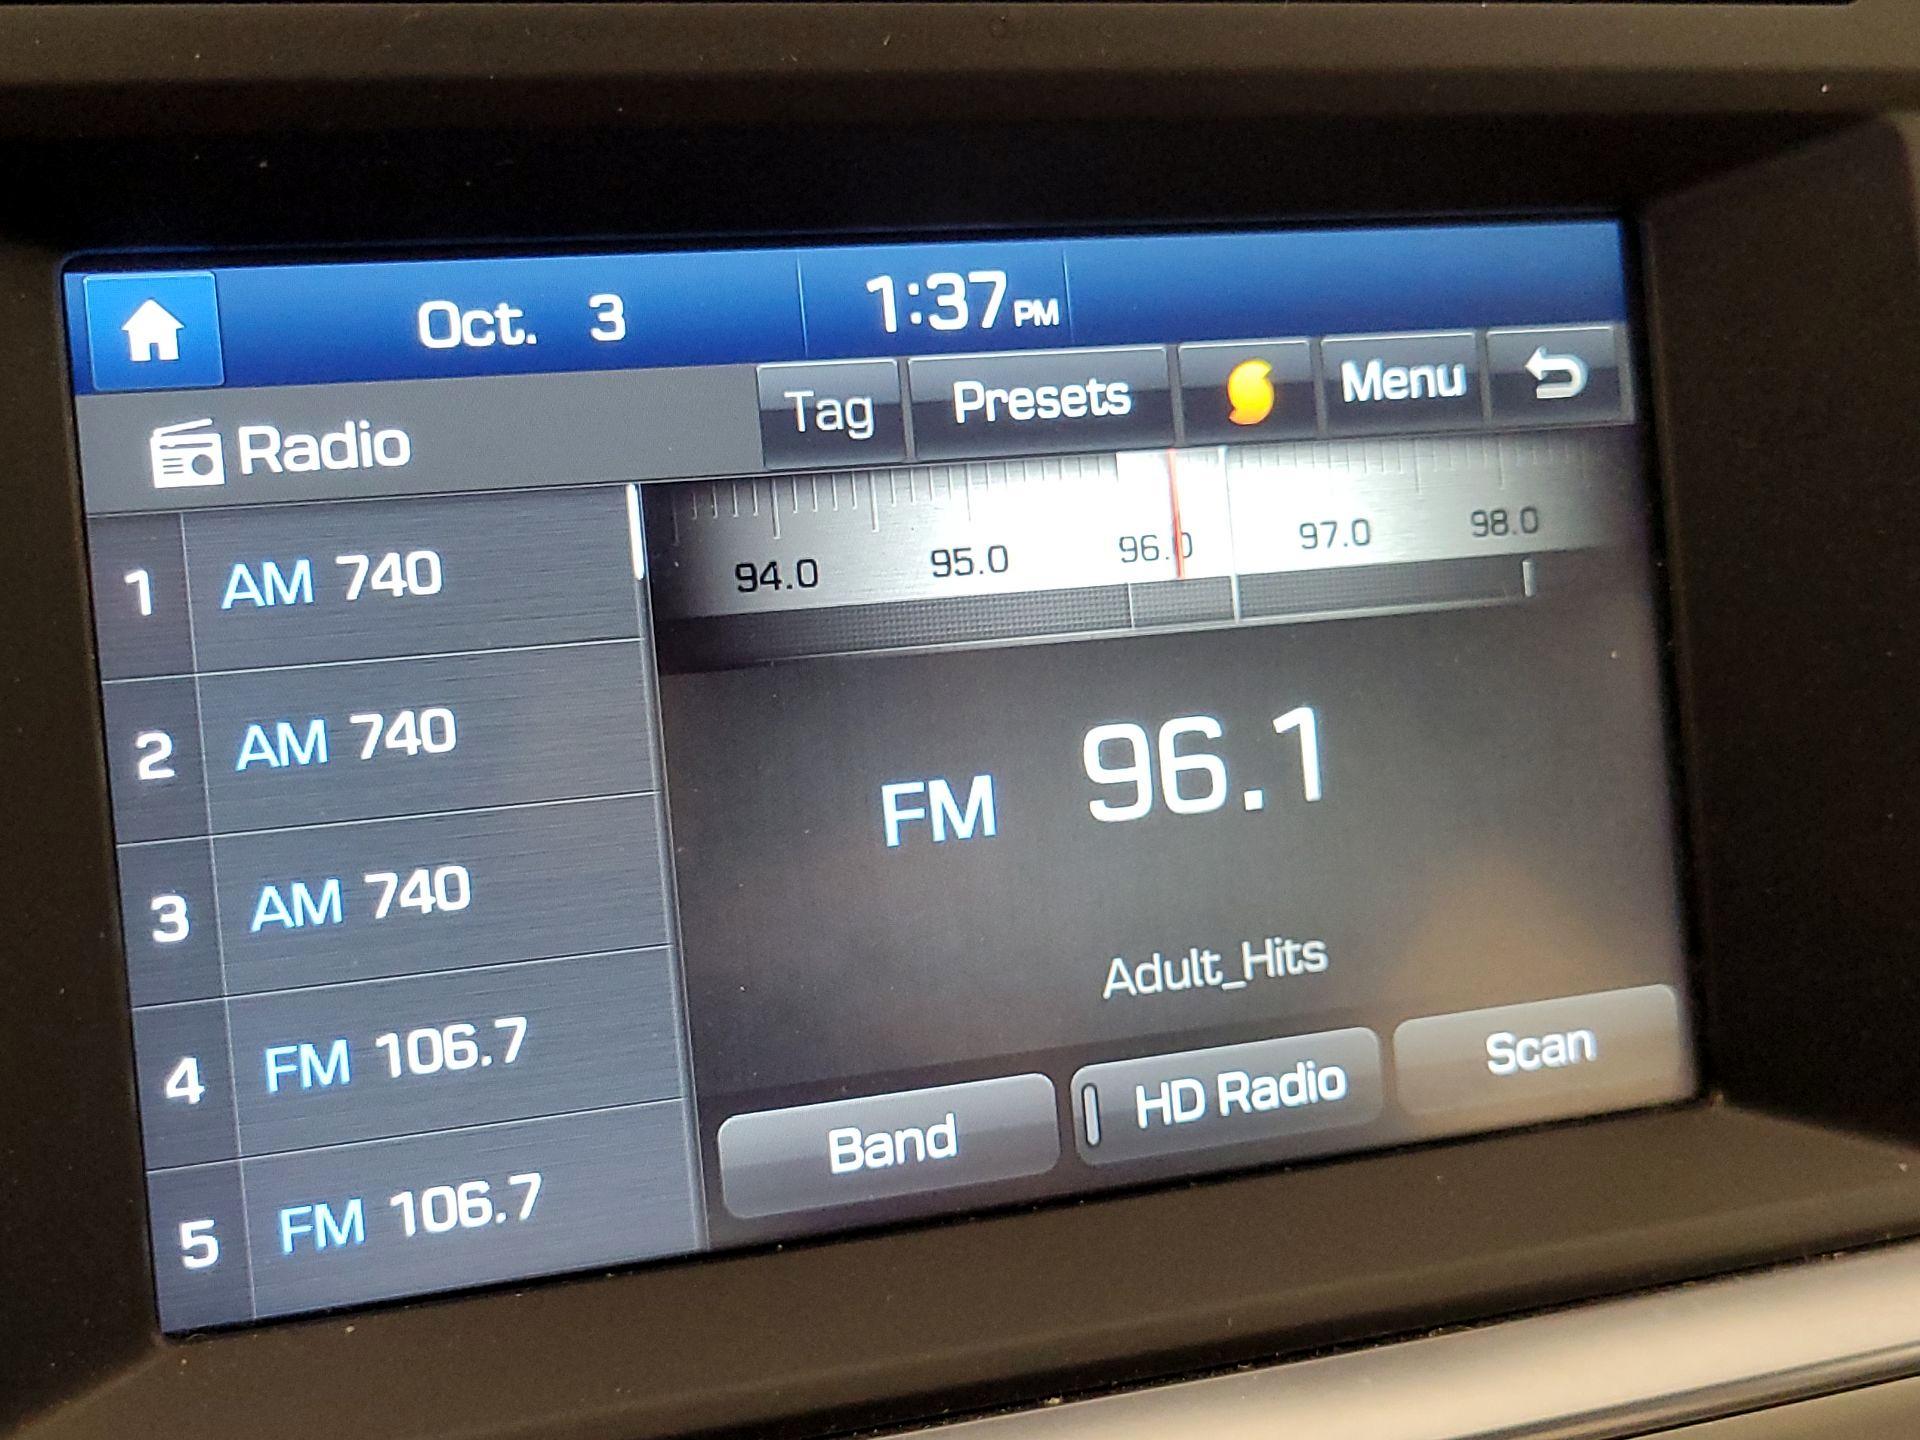 Oct. 3 1:37 PM
Radio Tag Presets Menu
94.0 95.0 96.0 97.0 98.0
1 AM 740
2 AM 740
3 AM 740
4 FM 106.7
5 FM 106.7
FM 96.1
Adult_Hits
Band HD Radio Scan